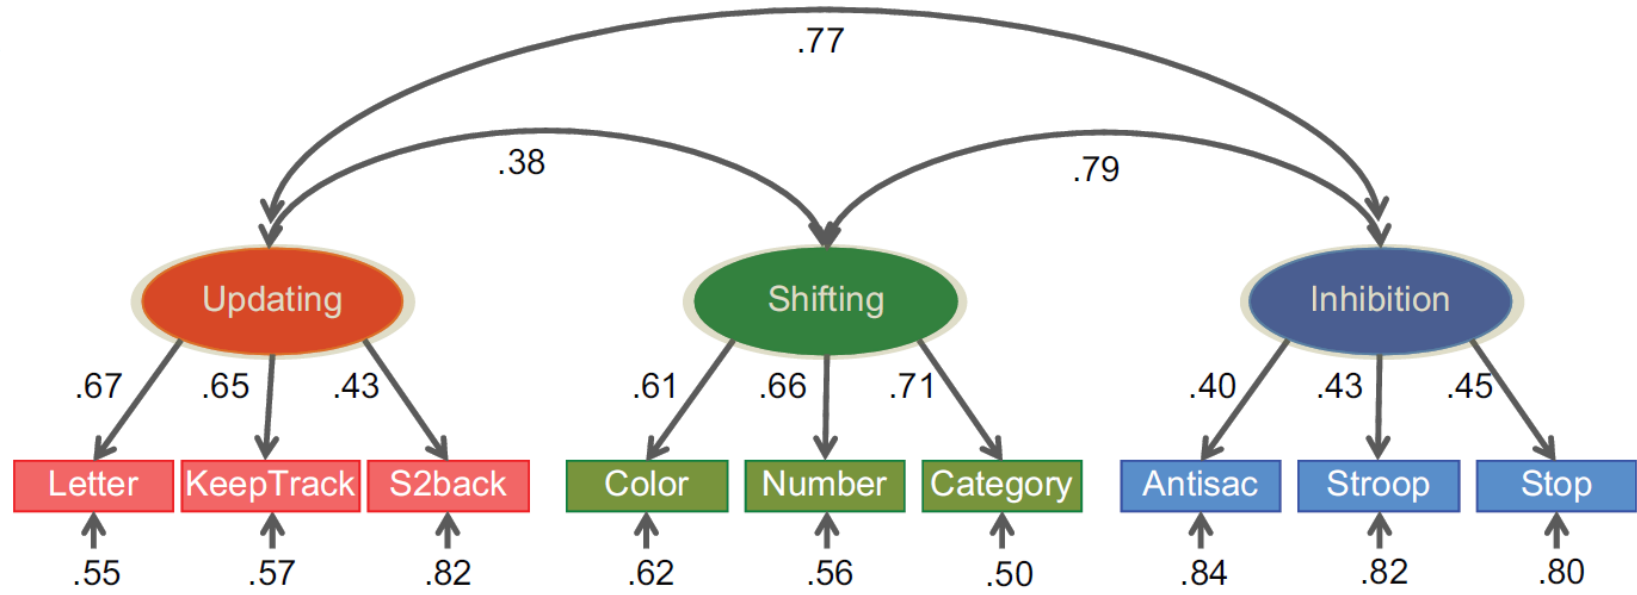 .77
.38
.79
Updating Shifting Inhibition
.67 .65 .43 .61 .66 .71 .40 .43 .45
Letter KeepTrack S2back Color Number Category Antisac Stroop Stop
.55 .57 .82 .62 .56 .50 .84 .82 .80